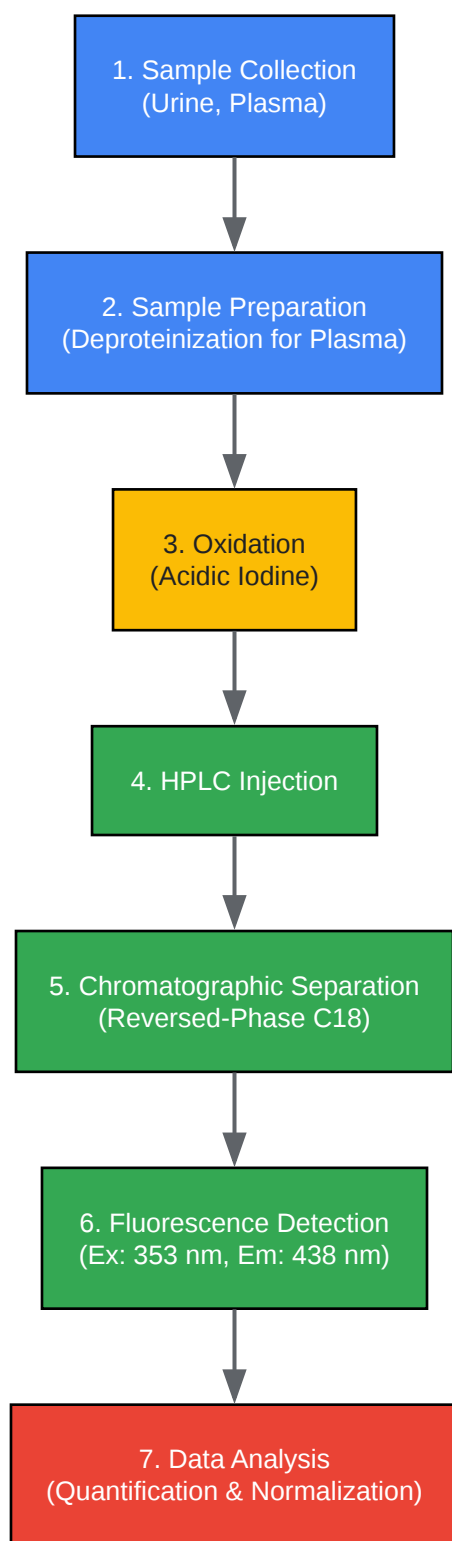 1. Sample Collection
(Urine, Plasma)
2. Sample Preparation
(Deproteinization for Plasma)
3. Oxidation
(Acidic Iodine)
4. HPLC Injection
5. Chromatographic Separation
(Reversed-Phase C18)
6. Fluorescence Detection
(Ex: 353 nm, Em: 438 nm)
7. Data Analysis
(Quantification & Normalization)